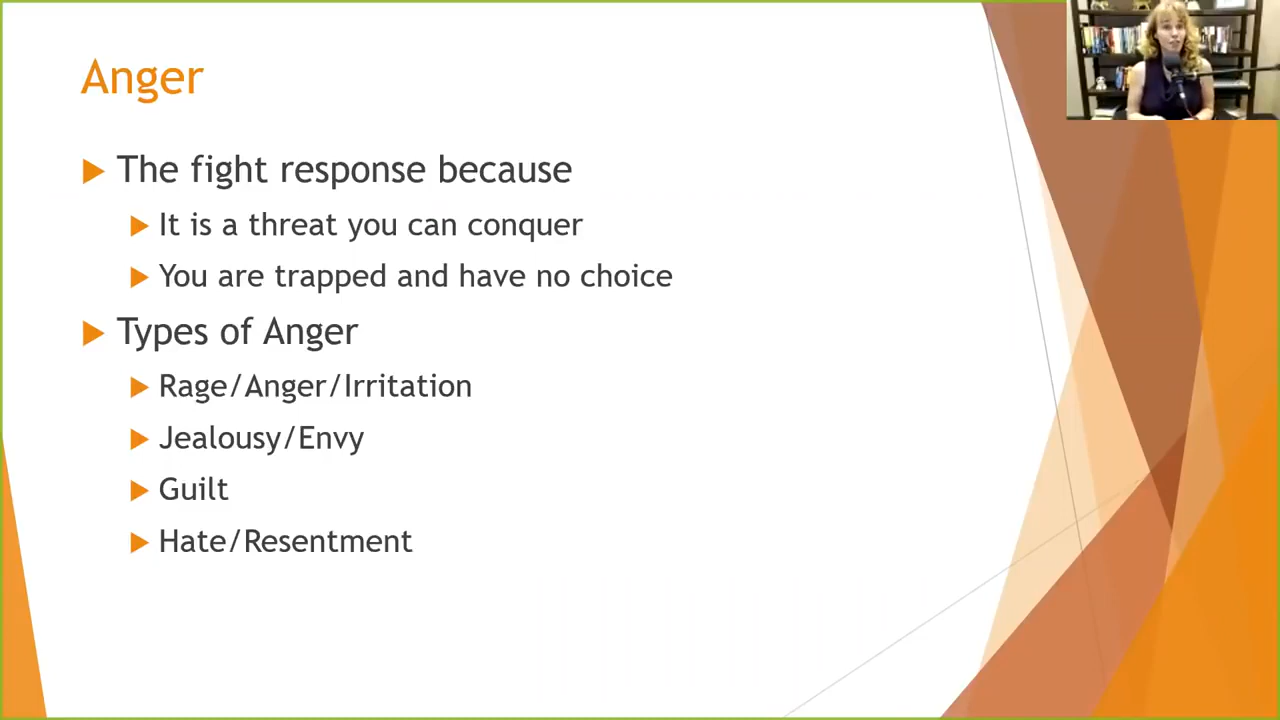 Anger
The fight response because
It is a threat you can conquer
You are trapped and have no choice
Types of Anger
Rage/Anger/Irritation
Jealousy/Envy
Guilt
Hate/Resentment